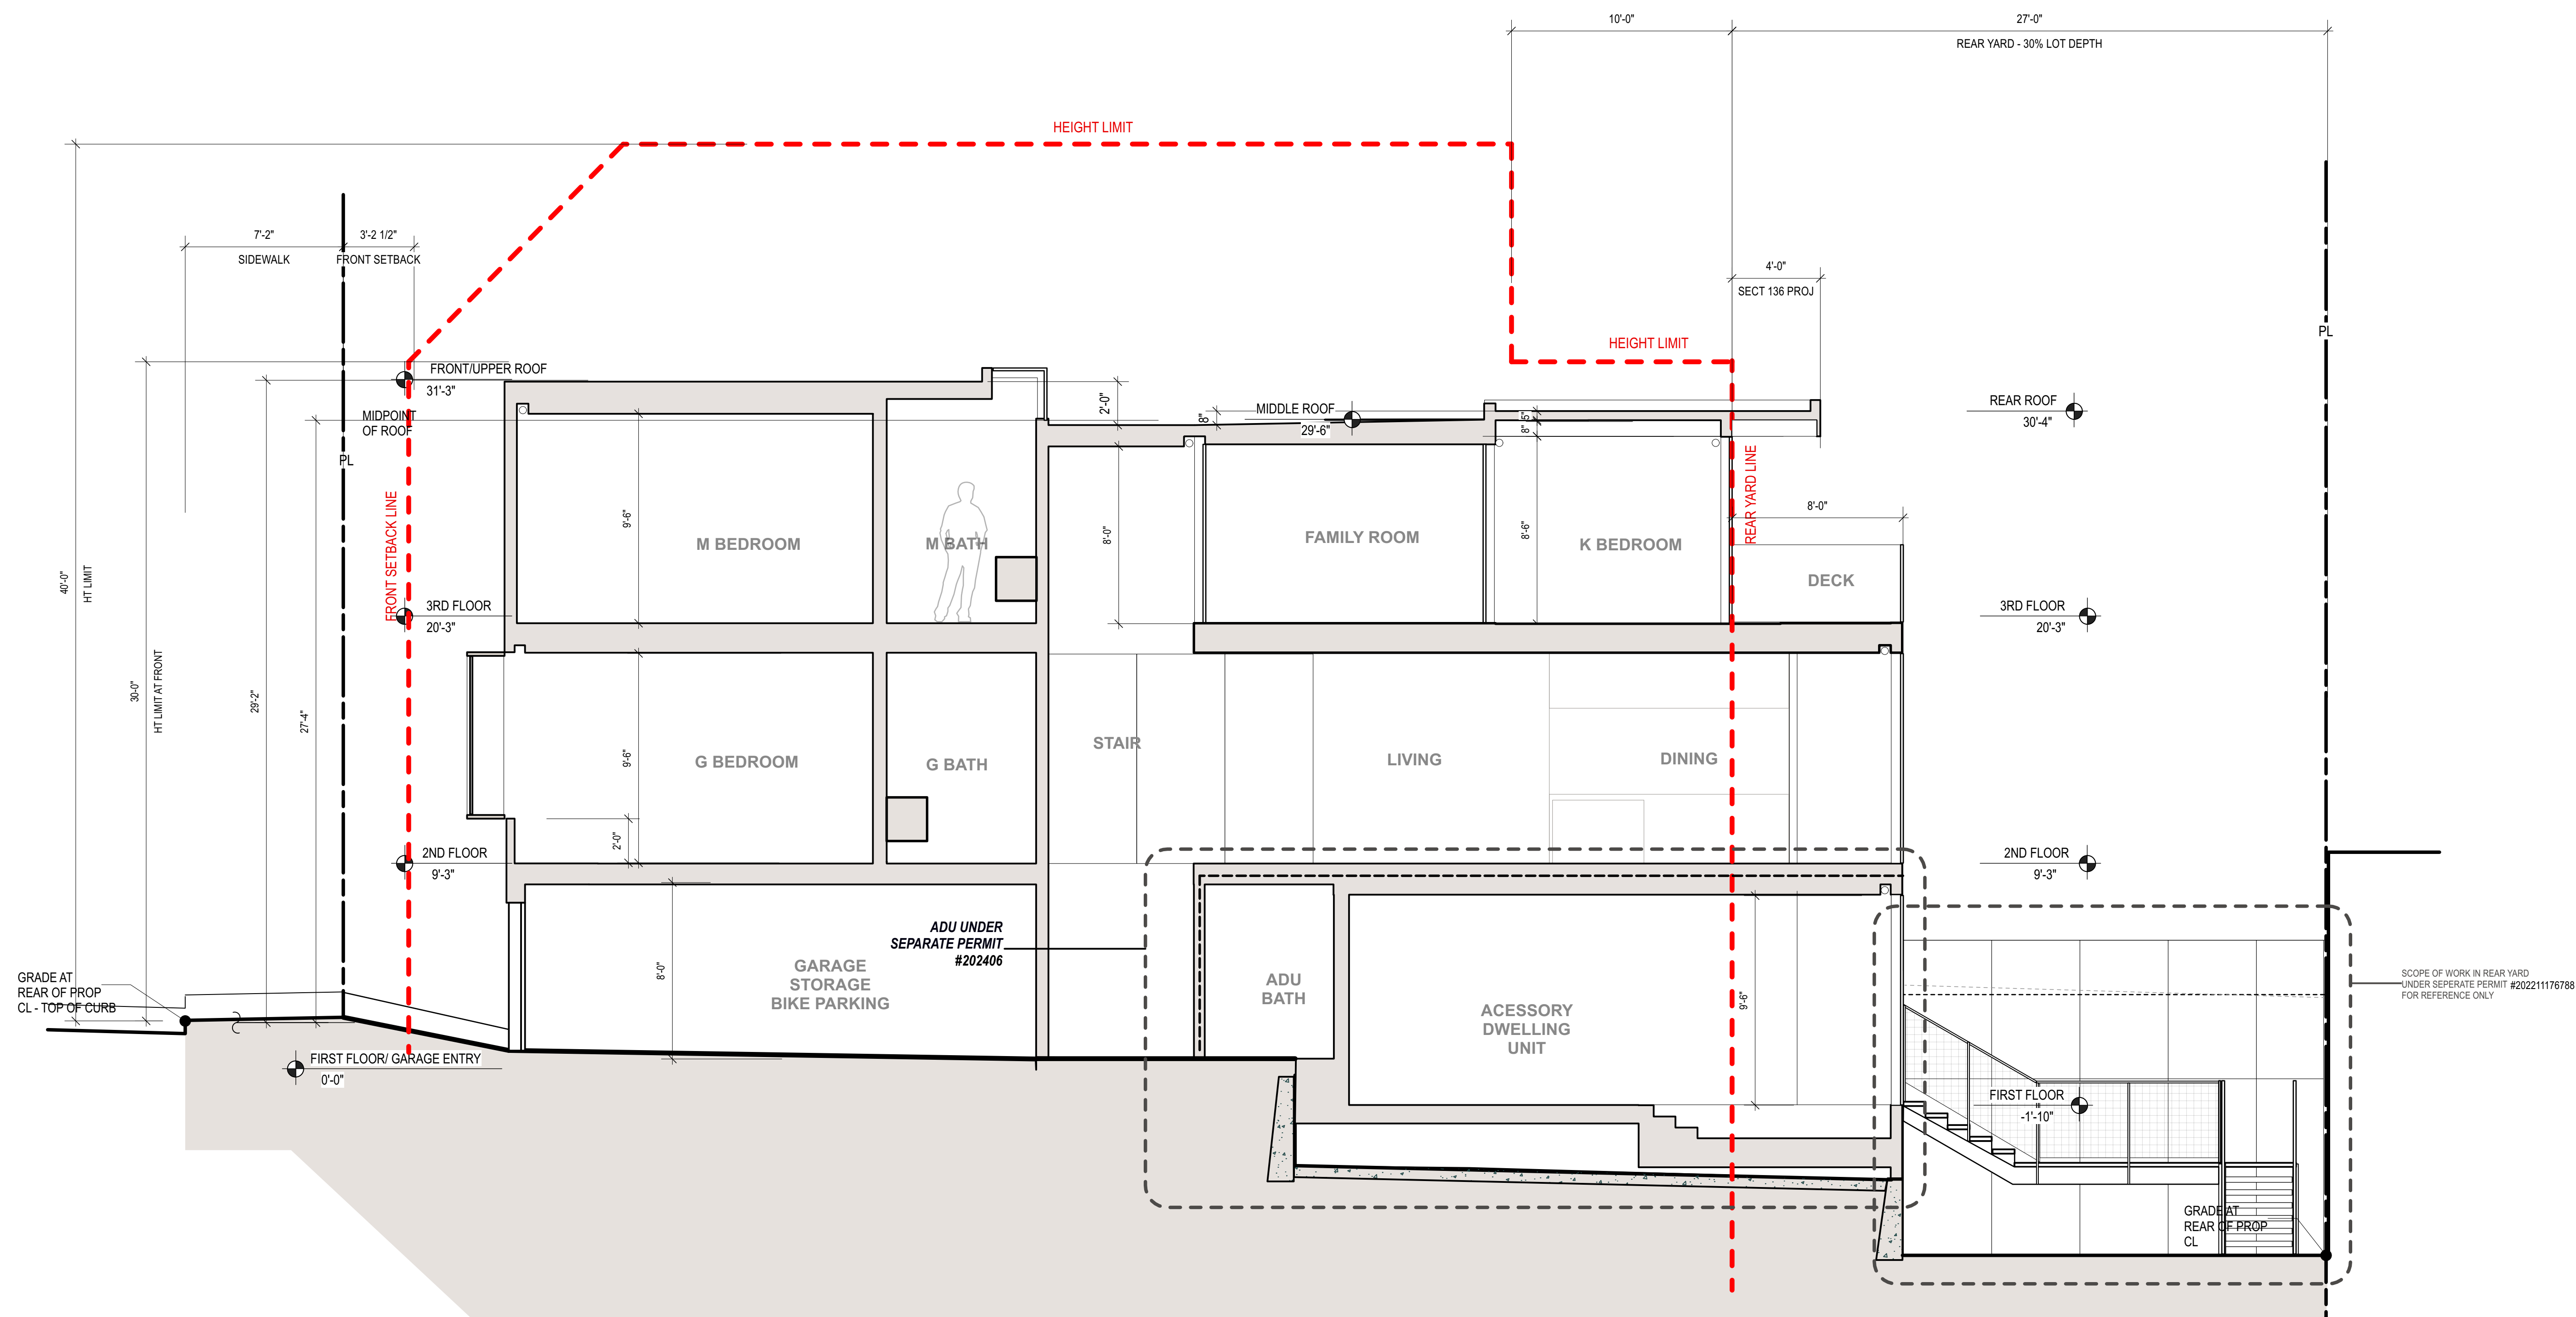 10'-0"
27'-0"
REAR YARD - 30% LOT DEPTH
HEIGHT LIMIT
7'-2"
3'-2 1/2"
SIDEWALK
FRONT SETBACK
4'-0"
SECT 136 PROJ
PL
HEIGHT LIMIT
FRONT/UPPER ROOF
31'-3"
MIDPOINT
OF ROOF
PL
2'-0"
8"
MIDDLE ROOF
29'-6"
5"
8"
REAR ROOF
30'-4"
FRONT SETBACK LINE
REAR YARD LINE
9'-6"
M BEDROOM
M BATH
8'-0"
FAMILY ROOM
8'-6"
K BEDROOM
8'-0"
DECK
40'-0"
HT LIMIT
30-0"
HT LIMIT AT FRONT
29'-2"
27'-4"
3RD FLOOR
20'-3"
3RD FLOOR
20'-3"
9'-6"
G BEDROOM
G BATH
STAIR
LIVING
DINING
2'-0"
2ND FLOOR
9'-3"
2ND FLOOR
9'-3"
ADU UNDER
SEPARATE PERMIT
#202406
8'-0"
GARAGE
STORAGE
BIKE PARKING
ADU
BATH
ACESSORY
DWELLING
UNIT
9'-6"
GRADE AT
REAR OF PROP
CL - TOP OF CURB
SCOPE OF WORK IN REAR YARD
UNDER SEPERATE PERMIT #202211176788
FOR REFERENCE ONLY
FIRST FLOOR/ GARAGE ENTRY
0'-0"
FIRST FLOOR
-1'-10"
GRADE AT
REAR OF PROP
CL